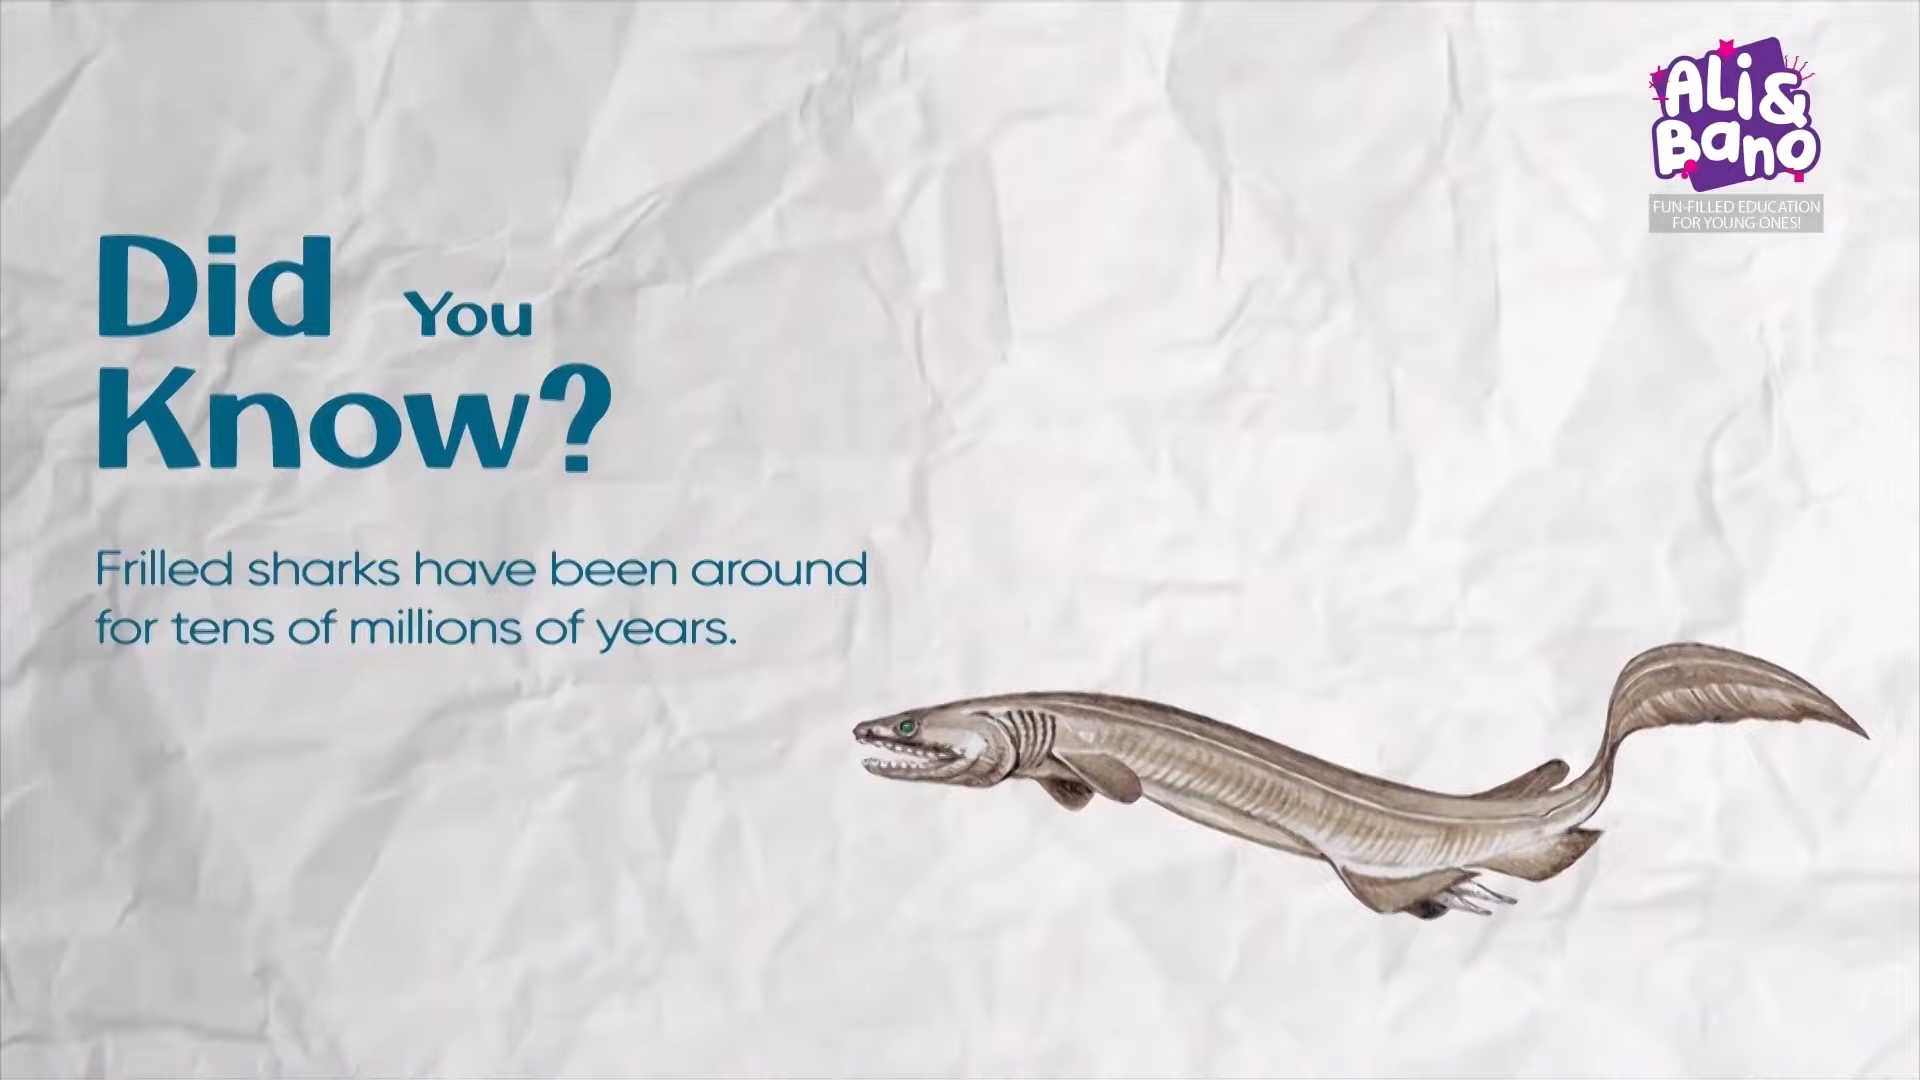 ALi &
Bano
FUN-FILLED EDUCATION
FOR YOUNG ONES!
Did You
Know?
Frilled sharks have been around
for tens of millions of years.